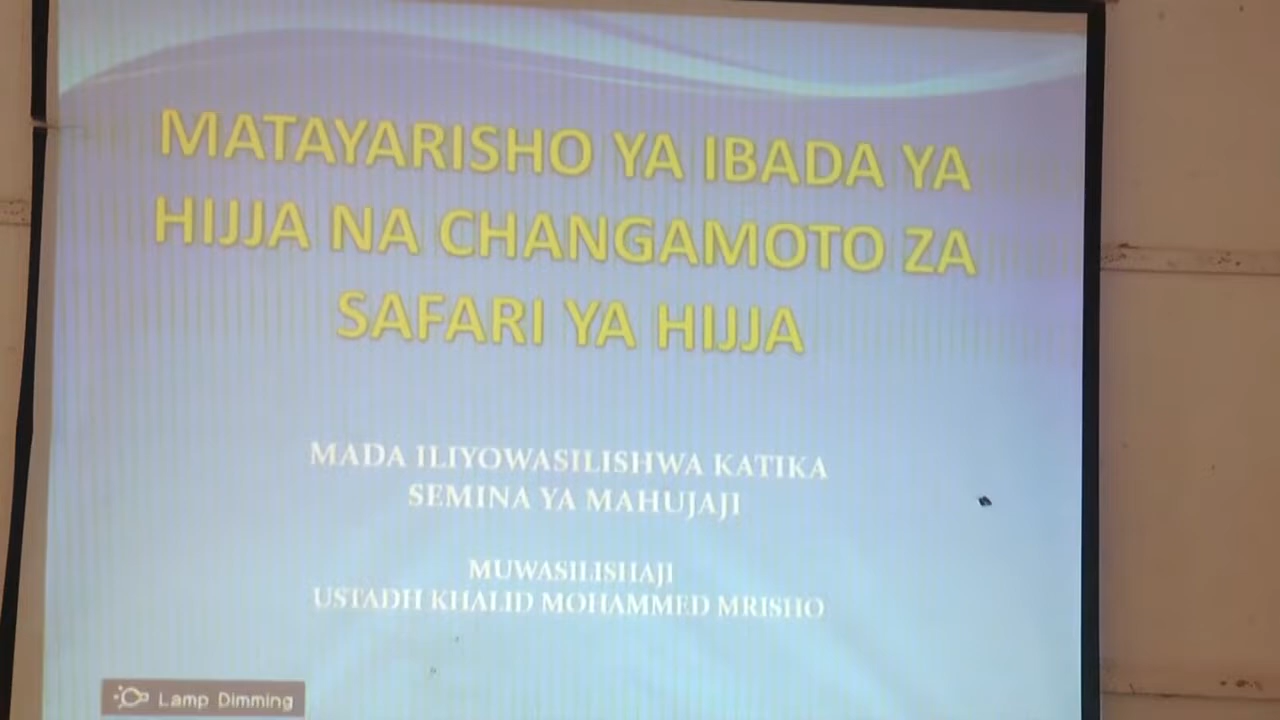 MATAYARISHO YA IBADA YA
HIJJA NA CHANGAMOTO ZA
SAFARI YA HIJJA
MADA ILIYOWASILISHWA KATIKA
SEMINA YA MAHUJAJI
MUWASILISHAJI
USTADH KHALID MOHAMMED MRISHO
Lamp Dimming